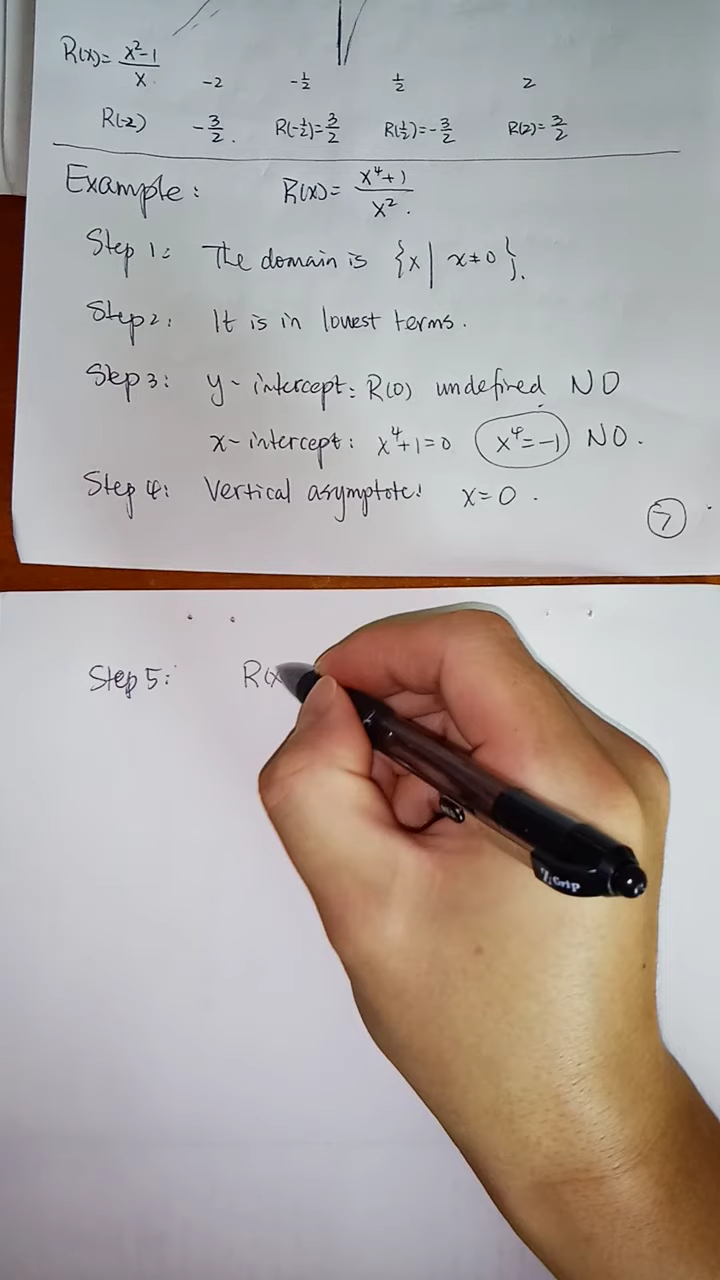 R(x)= x²-1/x -2 -1/2 1/2 2
R(-2) -3/2. R(-1/2)=3/2 R(1/2)=-3/2 R(2)=3/2
Example: R(x)= x⁴+1/x².
Step 1: The domain is {x| x≠0}.
Step2: It is in lowest terms.
Step 3: y-intercept: R(0) undefined, NO
x-intercept: x⁴+1=0 x⁴=-1 NO.
Step 4: Vertical asymptote: x=0.
7
Step 5: R(x